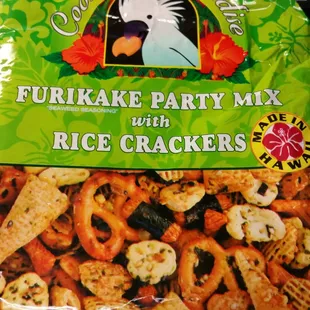 FURIKAKE PARTY MIX
"SEAWEED SEASONING"
with
RICE CRACKERS
MADE IN
HAWAII